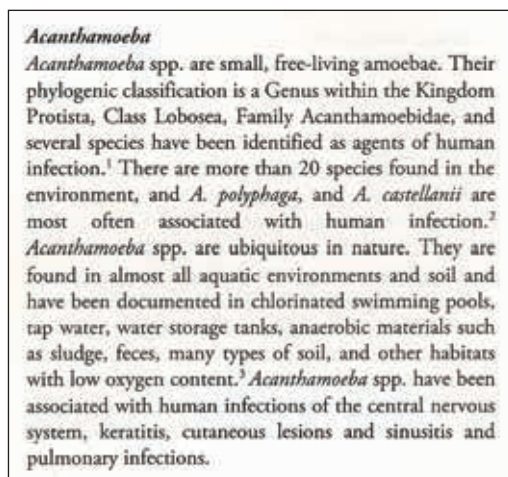 Acanthamoeba
Acanthamoeba spp. are small, free-living amoebae. Their
phylogenic classification is a Genus within the Kingdom
Protista, Class Lobosea, Family Acanthamoebidae, and
several species have been identified as agents of human
infection.¹ There are more than 20 species found in the
environment, and A. polyphaga, and A. castellanii are
most often associated with human infection.²
Acanthamoeba spp. are ubiquitous in nature. They are
found in almost all aquatic environments and soil and
have been documented in chlorinated swimming pools,
tap water, water storage tanks, anaerobic materials such
as sludge, feces, many types of soil, and other habitats
with low oxygen content.³ Acanthamoeba spp. have been
associated with human infections of the central nervous
system, keratitis, cutaneous lesions and sinusitis and
pulmonary infections.